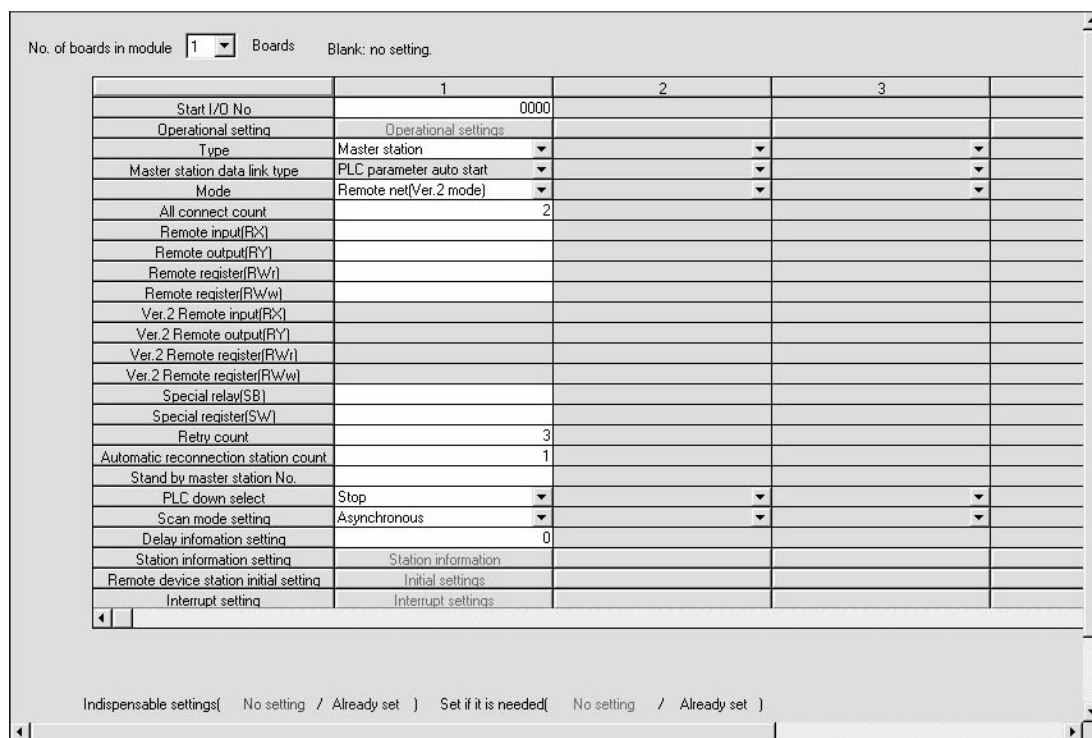 No. of boards in module 1 Boards Blank: no setting.
1 2 3
Start I/O No 0000
Operational setting Operational settings
Type Master station
Master station data link type PLC parameter auto start
Mode Remote net(Ver.2 mode)
All connect count 2
Remote input(RX)
Remote output(RY)
Remote register(RWr)
Remote register(RWw)
Ver.2 Remote input(RX)
Ver.2 Remote output(RY)
Ver.2 Remote register(RWr)
Ver.2 Remote register(RWw)
Special relay(SB)
Special register(SW)
Retry count 3
Automatic reconnection station count 1
Stand by master station No.
PLC down select Stop
Scan mode setting Asynchronous
Delay infomation setting 0
Station information setting Station information
Remote device station initial setting Initial settings
Interrupt setting Interrupt settings
Indispensable settings( No setting / Already set ) Set if it is needed( No setting / Already set )